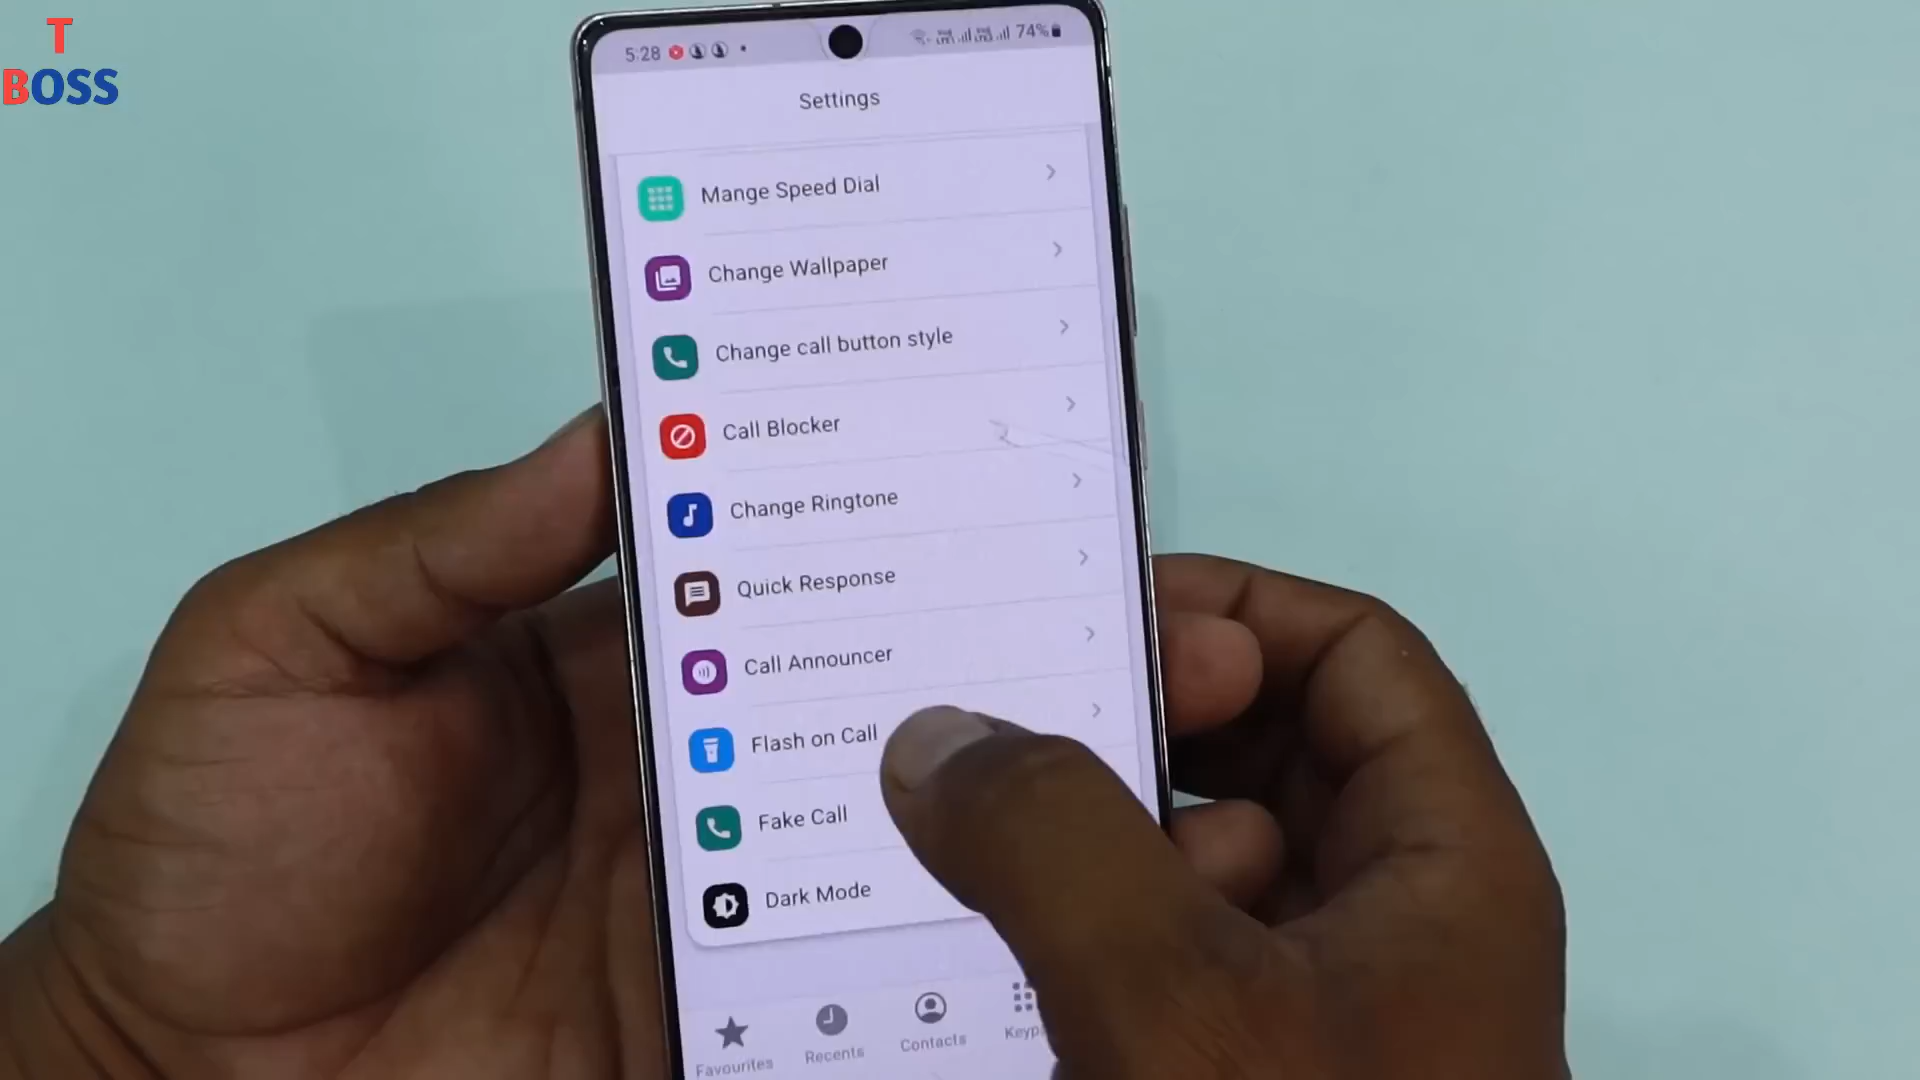 T
BOSS
5:28
74%
Settings
Mange Speed Dial
Change Wallpaper
Change call button style
Call Blocker
Change Ringtone
Quick Response
Call Announcer
Flash on Call
Fake Call
Dark Mode
Favourites
Recents
Contacts